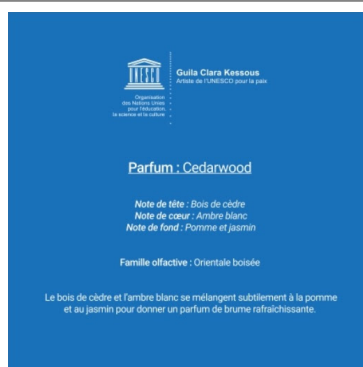 UNESCO
Guila Clara Kessous
Artiste de l'UNESCO pour la paix
Organisation
des Nations Unies
pour l'éducation,
la science et la culture
Parfum : Cedarwood
Note de tête : Bois de cèdre
Note de cœur : Ambre blanc
Note de fond : Pomme et jasmin
Famille olfactive : Orientale boisée
Le bois de cèdre et l'ambre blanc se mélangent subtilement à la pomme
et au jasmin pour donner un parfum de brume rafraîchissante.